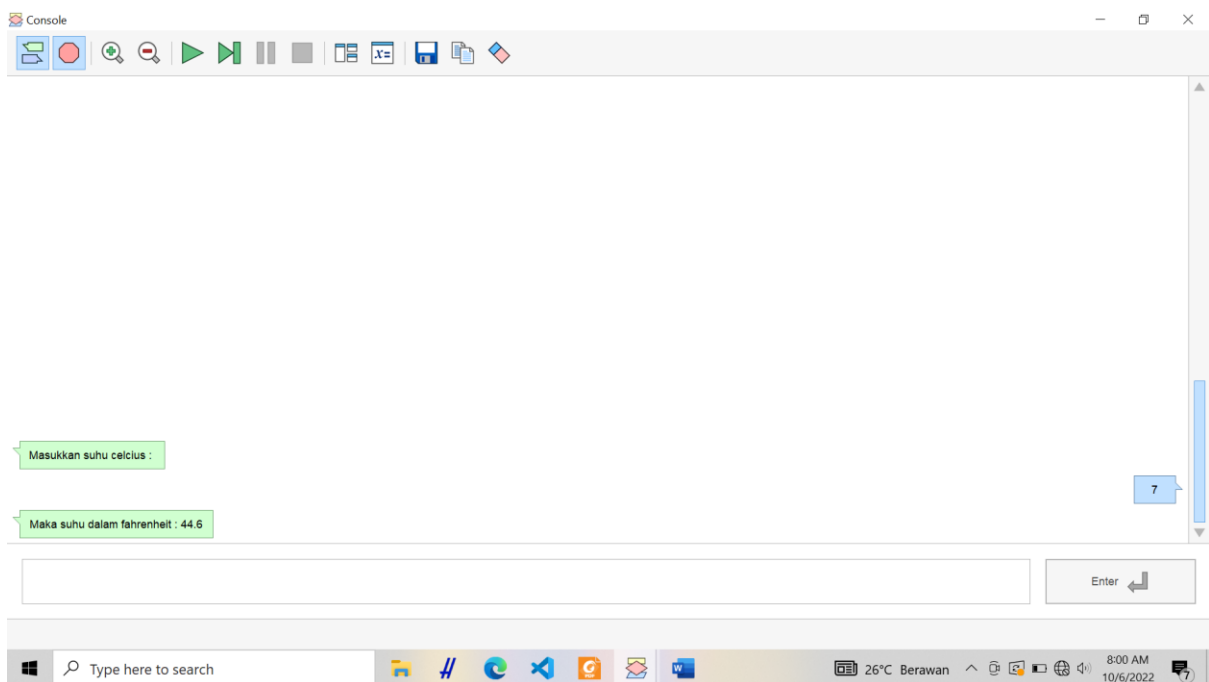 Console
x=
Masukkan suhu celcius :
7
Maka suhu dalam fahrenheit : 44.6
Enter
Type here to search
26°C Berawan
8:00 AM
10/6/2022
7